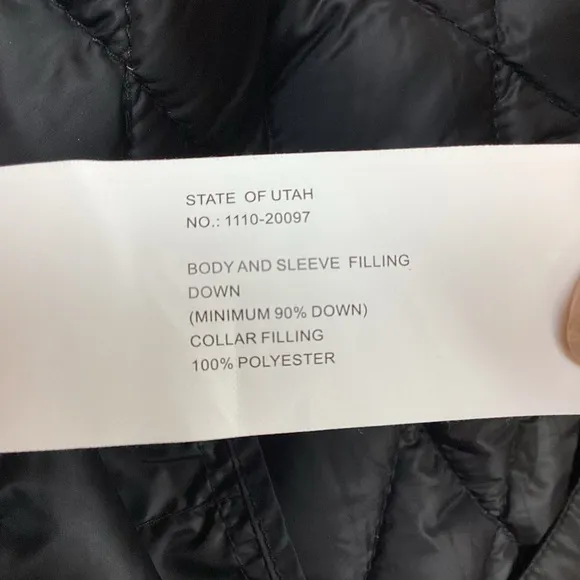 STATE OF UTAH
NO.: 1110-20097
BODY AND SLEEVE FILLING
DOWN
(MINIMUM 90% DOWN)
COLLAR FILLING
100% POLYESTER